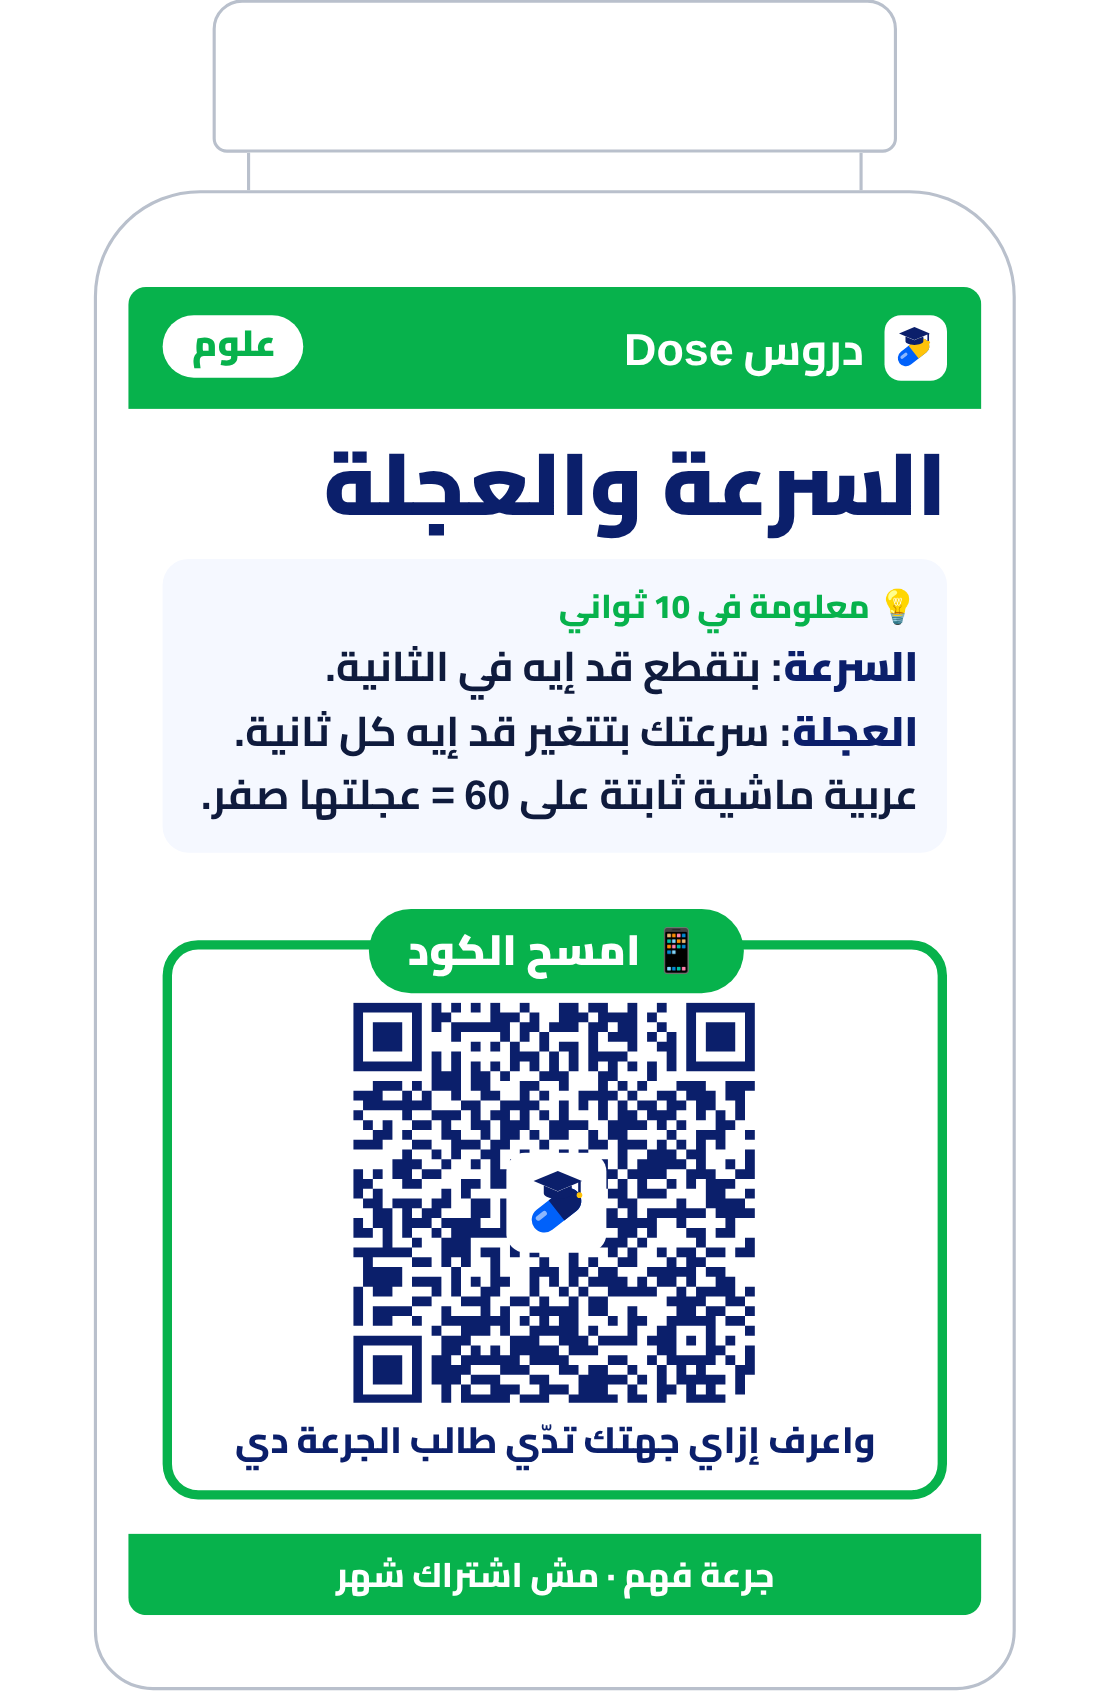 دروس Dose
علوم
السرعة والعجلة
معلومة في 10 ثواني
السرعة: بتقطع قد إيه في الثانية.
العجلة: سرعتك بتتغير قد إيه كل ثانية.
عربية ماشية ثابتة على 60 = عجلتها صفر.
امسح الكود
واعرف إزاي جهتك تدّي طالب الجرعة دي
جرعة فهم · مش اشتراك شهر